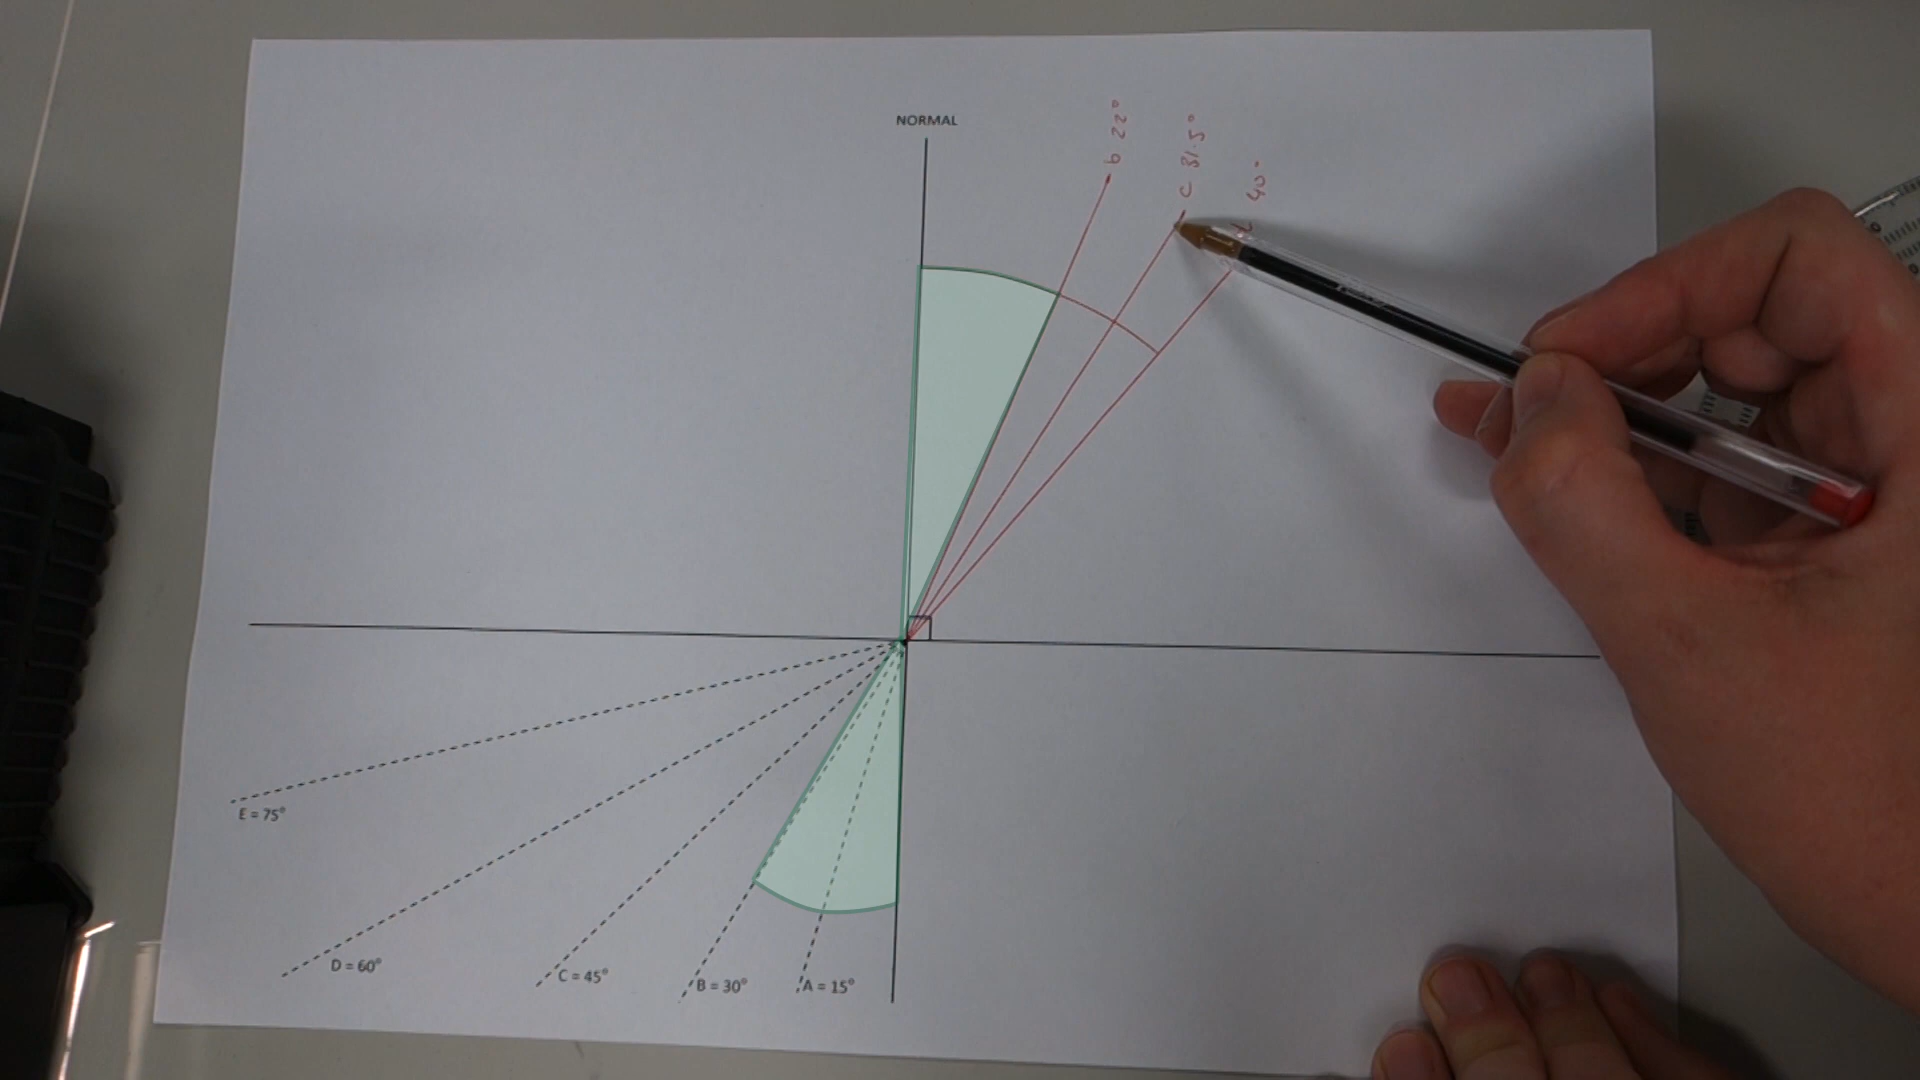 NORMAL
b 22°
c 31.5°
40°
E = 75°
D = 60°
C = 45°
B = 30°
A = 15°